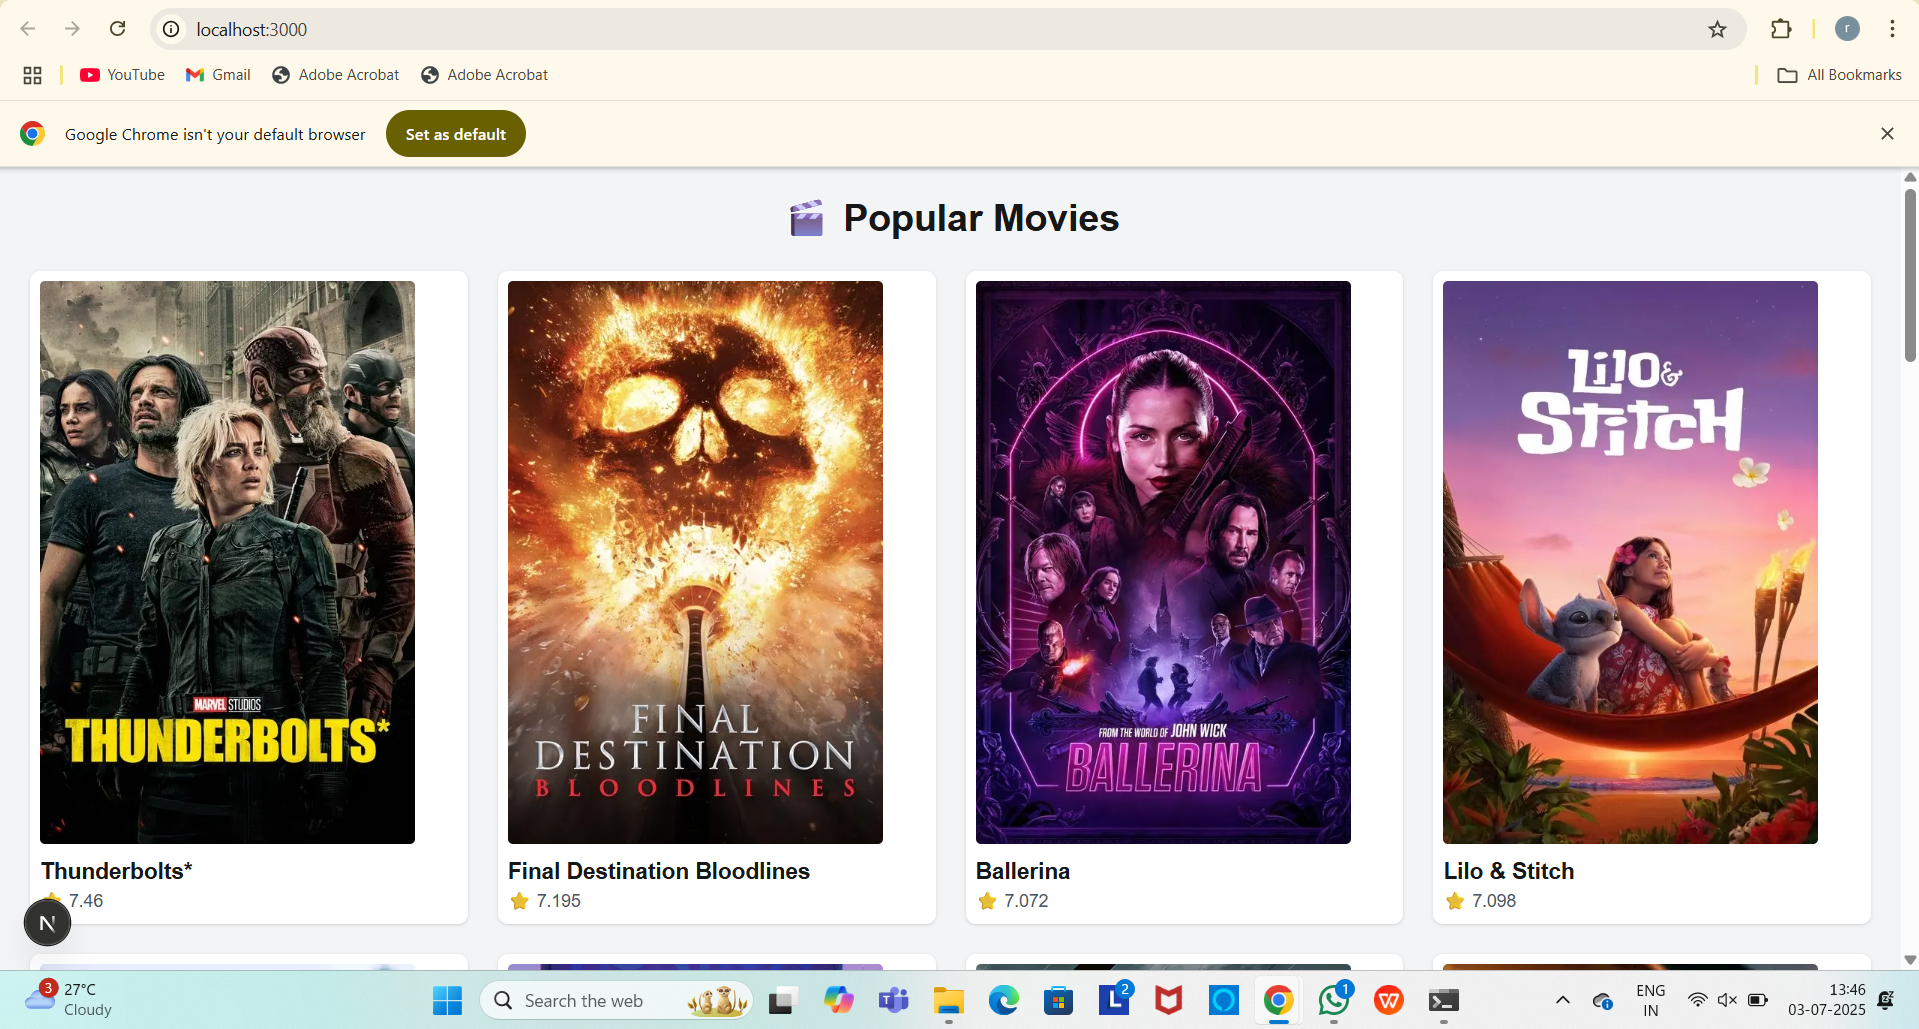 localhost:3000
YouTube
Gmail
Adobe Acrobat
Adobe Acrobat
All Bookmarks
r
Google Chrome isn't your default browser
Set as default
Popular Movies
MARVEL STUDIOS
THUNDERBOLTS*
FINAL
DESTINATION
BLOODLINES
FROM THE WORLD OF JOHN WICK
BALLERINA
LiLO &
STiTCH
Thunderbolts*
7.46
Final Destination Bloodlines
7.195
Ballerina
7.072
Lilo & Stitch
7.098
N
3
27°C
Cloudy
Search the web
T
L
2
1
W
ENG
IN
13:46
03-07-2025